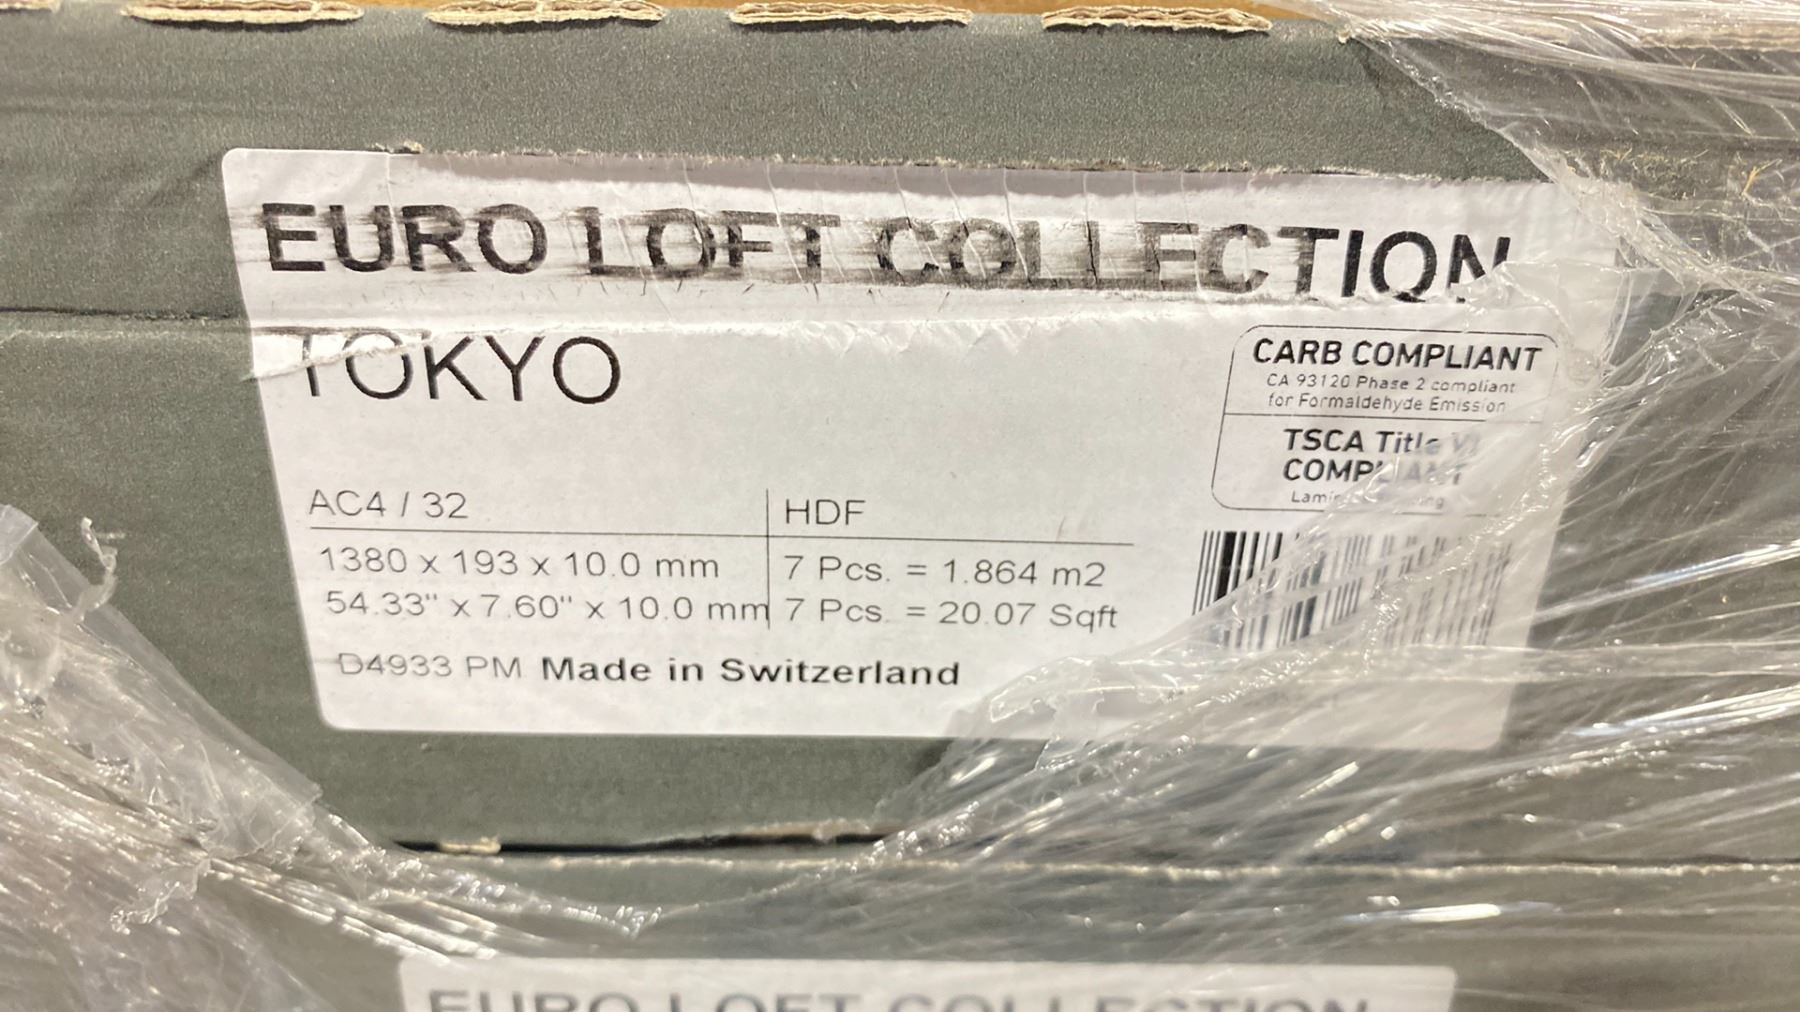 EURO LOFT COLLECTION
TOKYO
CARB COMPLIANT
CA 93120 Phase 2 compliant
for Formaldehyde Emission
TSCA Title VI
COMPLIANT
AC4 / 32
HDF
1380 x 193 x 10.0 mm
7 Pcs. = 1.864 m2
54.33" x 7.60" x 10.0 mm
7 Pcs. = 20.07 Sqft
D4933 PM Made in Switzerland
EURO LOFT COLLECTION